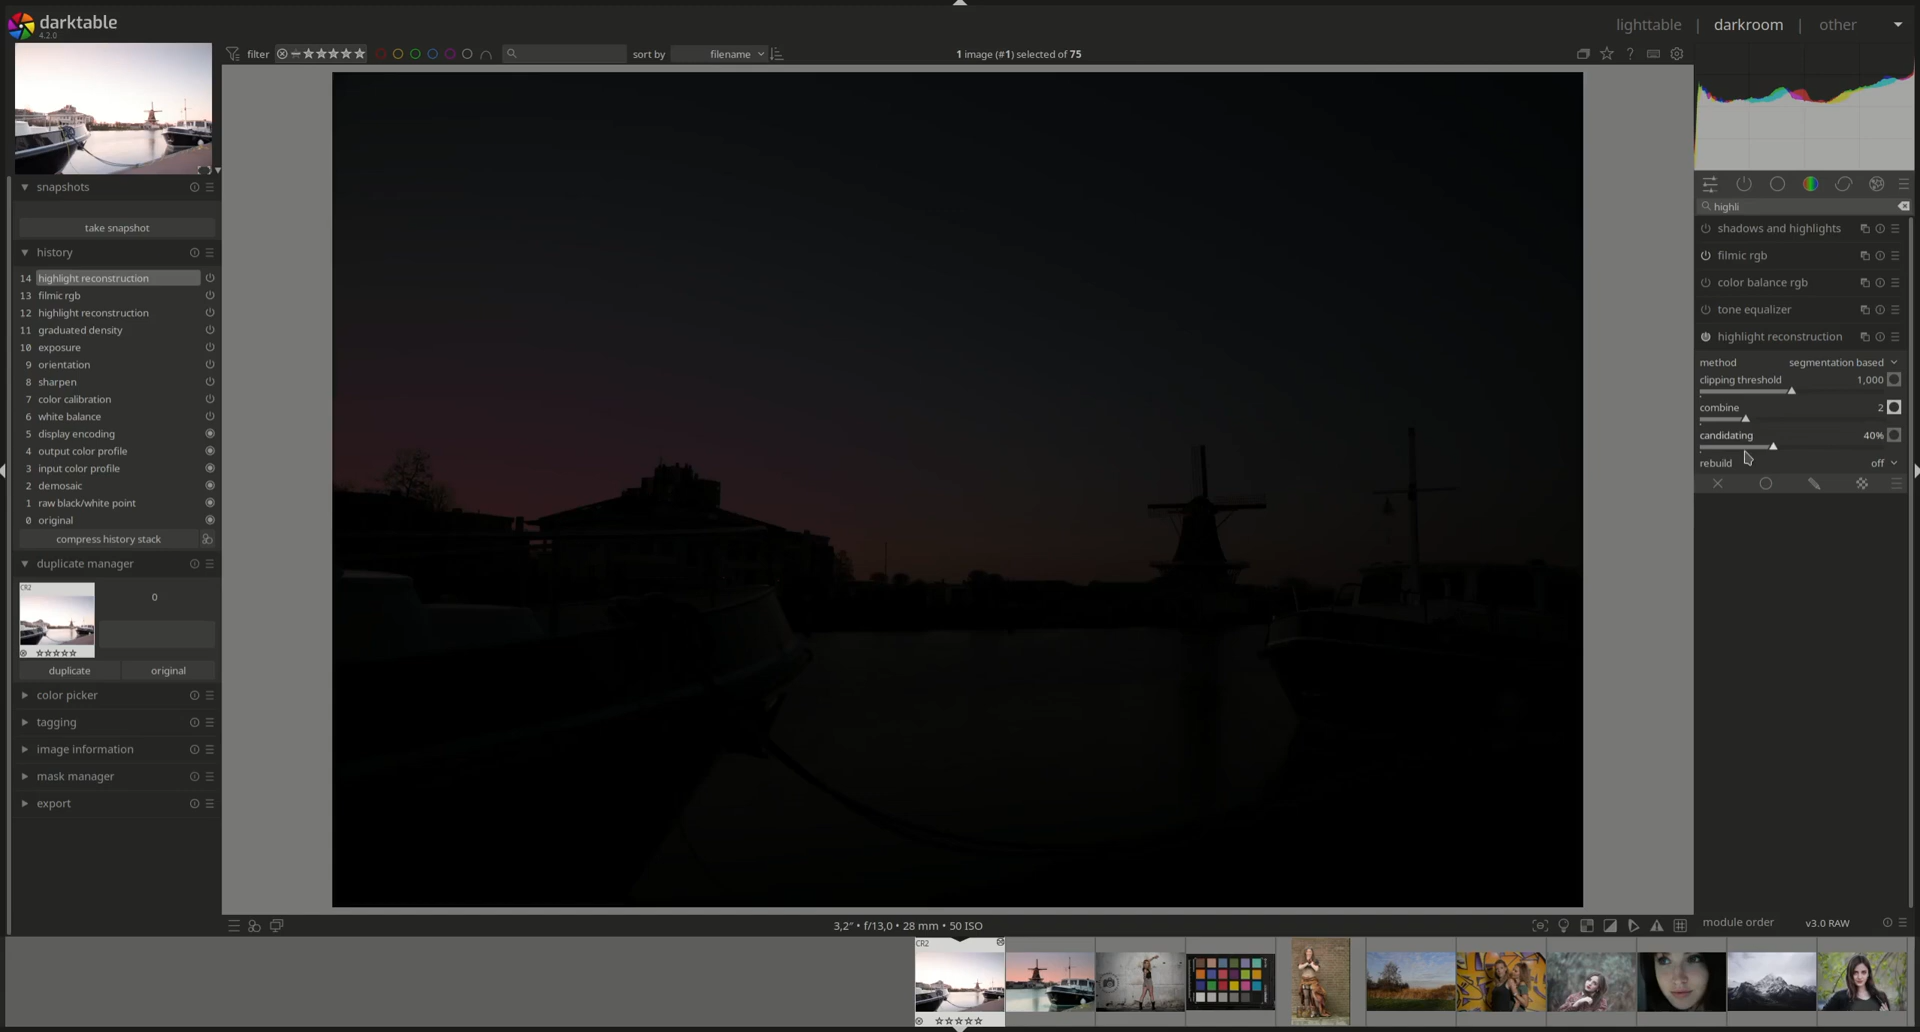 darktable
4.2.0
lighttable | darkroom | other
filter
sort by filename
1 image (#1) selected of 75
snapshots
take snapshot
history
14 highlight reconstruction
13 filmic rgb
12 highlight reconstruction
11 graduated density
10 exposure
9 orientation
8 sharpen
7 color calibration
6 white balance
5 display encoding
4 output color profile
3 input color profile
2 demosaic
1 raw black/white point
0 original
compress history stack
duplicate manager
CR2
0
duplicate original
color picker
tagging
image information
mask manager
export
highli
shadows and highlights
filmic rgb
color balance rgb
tone equalizer
highlight reconstruction
method segmentation based
clipping threshold 1,000
combine 2
candidating 40%
rebuild off
3,2" • f/13,0 • 28 mm • 50 ISO
module order v3.0 RAW
CR2